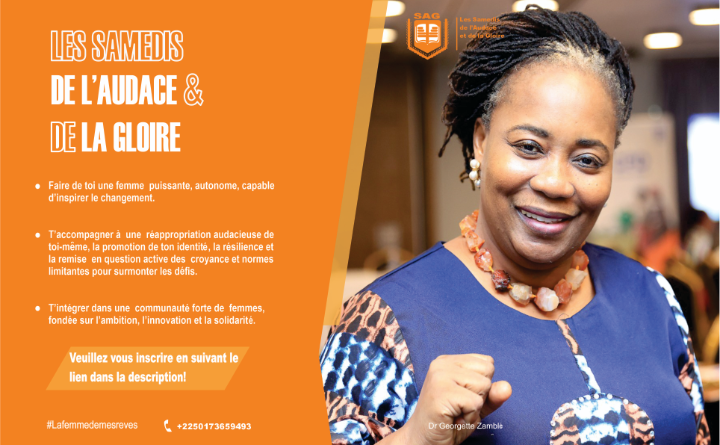 LES SAMEDIS
DE L'AUDACE &
DE LA GLOIRE
Faire de toi une femme puissante, autonome, capable
d'inspirer le changement.
T'accompagner à une réappropriation audacieuse de
toi-même, la promotion de ton identité, la résilience et
la remise en question active des croyance et normes
limitantes pour surmonter les défis.
T'intégrer dans une communauté forte de femmes,
fondée sur l'ambition, l'innovation et la solidarité.
Veuillez vous inscrire en suivant le
lien dans la description!
#Lafemmedemesreves
+2250173659493
SAG
Les Samedis
de l'Audace
et de la Gloire
Dr Georgette Zamblé